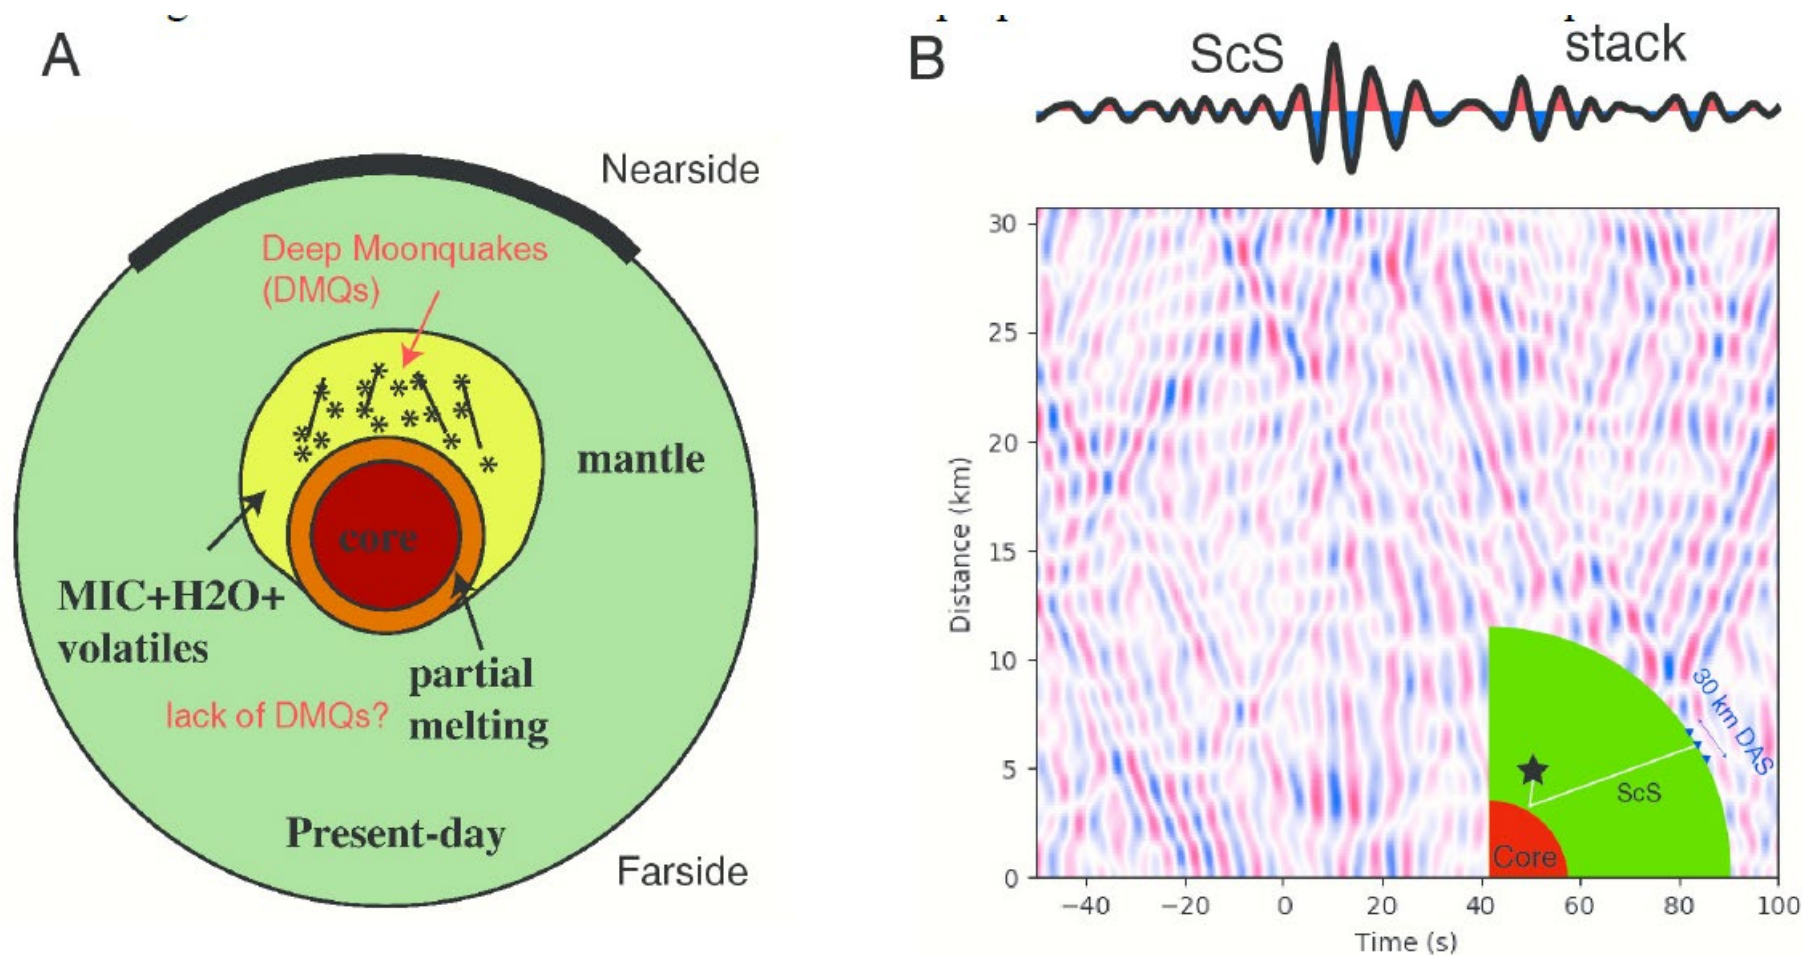 A
Nearside
Deep Moonquakes
(DMQs)
mantle
core
MIC+H2O+
volatiles
partial
melting
lack of DMQs?
Present-day
Farside
B
ScS
stack
Distance (km)
30
25
20
15
10
5
0
30 km DAS
ScS
Core
−40
−20
0
20
40
60
80
100
Time (s)